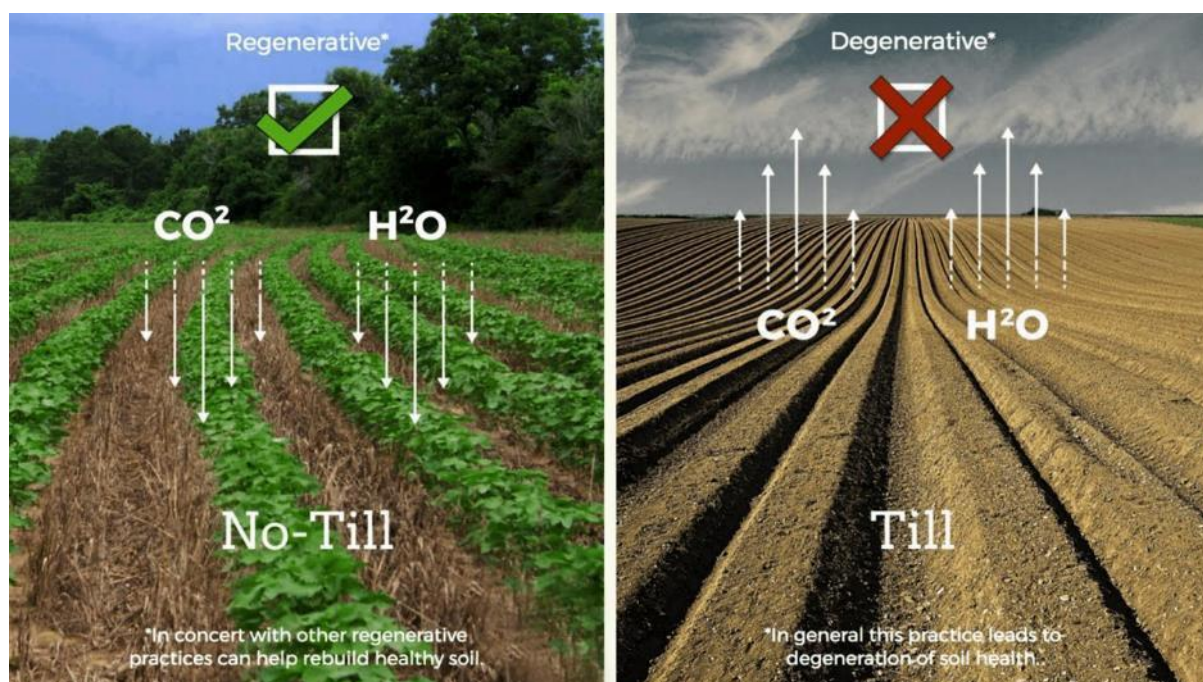 Regenerative*
CO²
H²O
No-Till
*In concert with other regenerative
practices can help rebuild healthy soil.
Degenerative*
CO²
H²O
Till
*In general this practice leads to
degeneration of soil health..